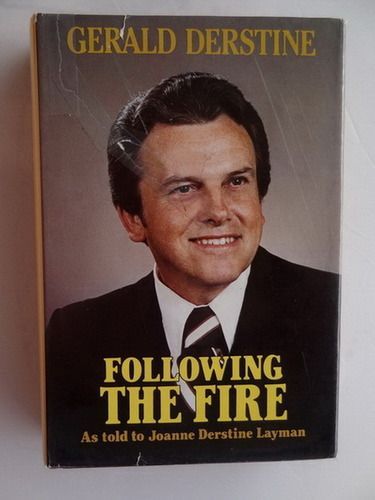 GERALD DERSTINE
FOLLOWING
THE FIRE
As told to Joanne Derstine Layman